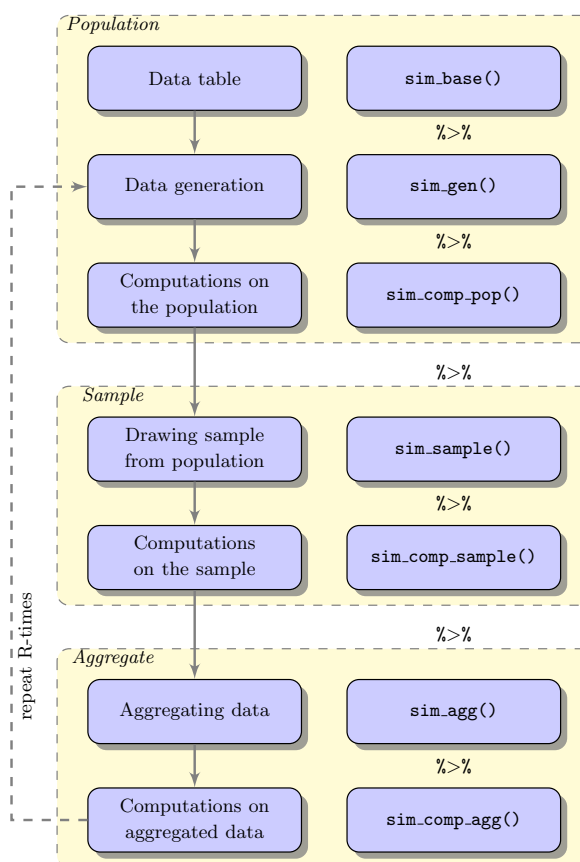 Population
Data table
sim_base()
%>%
Data generation
sim_gen()
%>%
Computations on
the population
sim_comp_pop()
%>%
Sample
Drawing sample
from population
sim_sample()
%>%
Computations
on the sample
sim_comp_sample()
%>%
Aggregate
Aggregating data
sim_agg()
%>%
Computations on
aggregated data
sim_comp_agg()
repeat R-times